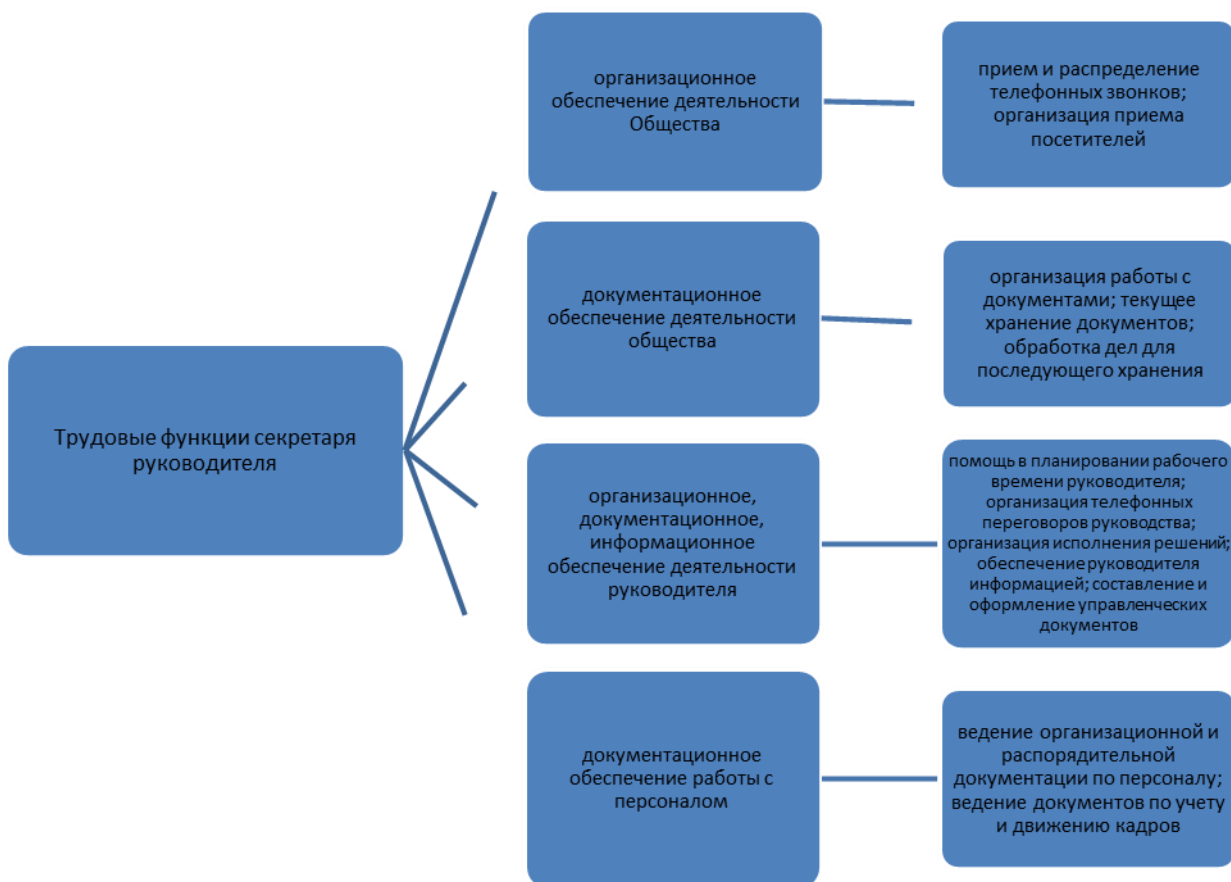 Трудовые функции секретаря
руководителя
организационное
обеспечение деятельности
Общества
прием и распределение
телефонных звонков;
организация приема
посетителей
документационное
обеспечение деятельности
общества
организация работы с
документами; текущее
хранение документов;
обработка дел для
последующего хранения
организационное,
документационное,
информационное
обеспечение деятельности
руководителя
помощь в планировании рабочего
времени руководителя;
организация телефонных
переговоров руководства;
организация исполнения решений;
обеспечение руководителя
информацией; составление и
оформление управленческих
документов
документационное
обеспечение работы с
персоналом
ведение организационной и
распорядительной
документации по персоналу;
ведение документов по учету
и движению кадров